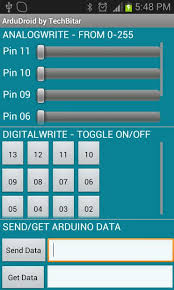 5:48 PM
ArduDroid by TechBitar
ANALOGWRITE - FROM 0-255
Pin 11
Pin 10
Pin 09
Pin 06
DIGITALWRITE - TOGGLE ON/OFF
13 12 11 10
09 08 07 06
05 04 03 02
SEND/GET ARDUINO DATA
Send Data
Get Data